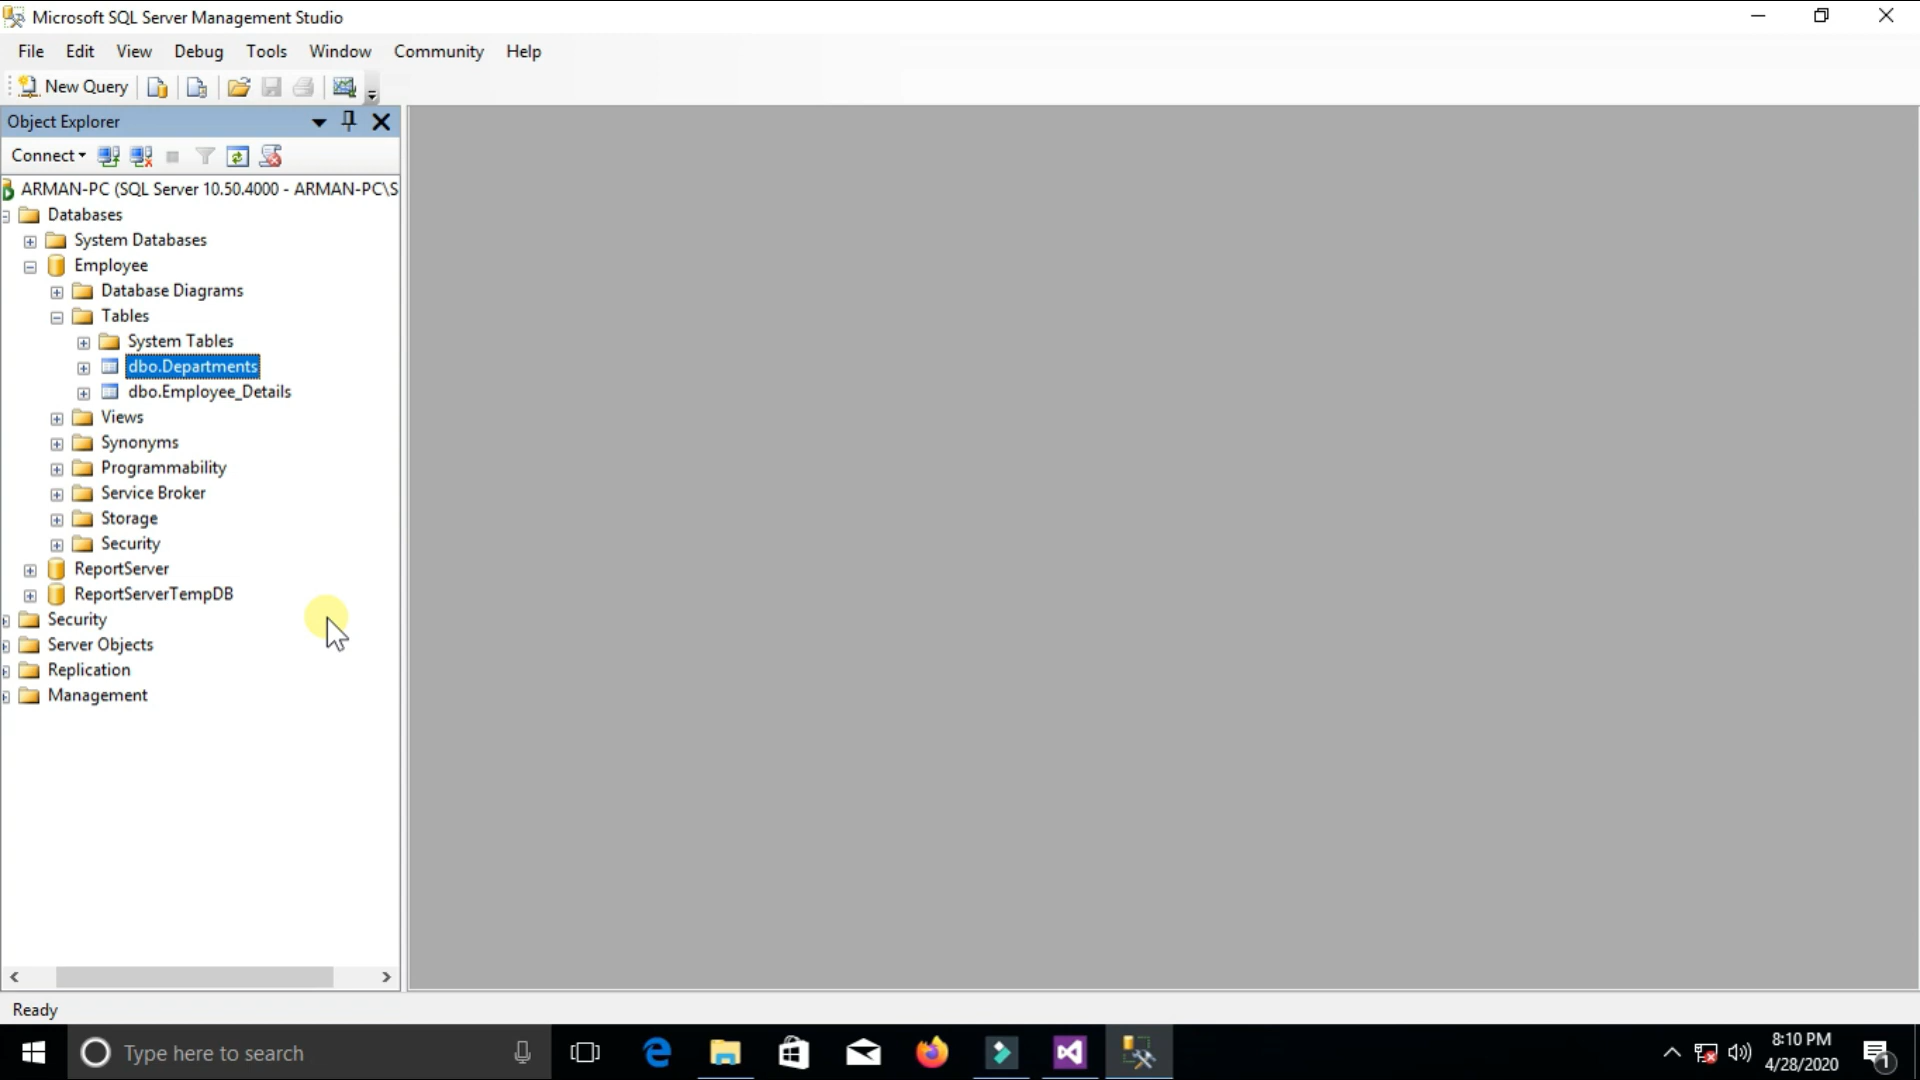 Microsoft SQL Server Management Studio
File Edit View Debug Tools Window Community Help
New Query
Object Explorer
Connect
ARMAN-PC (SQL Server 10.50.4000 - ARMAN-PC\S
Databases
System Databases
Employee
Database Diagrams
Tables
System Tables
dbo.Departments
dbo.Employee_Details
Views
Synonyms
Programmability
Service Broker
Storage
Security
ReportServer
ReportServerTempDB
Security
Server Objects
Replication
Management
Ready
Type here to search
8:10 PM
4/28/2020
1